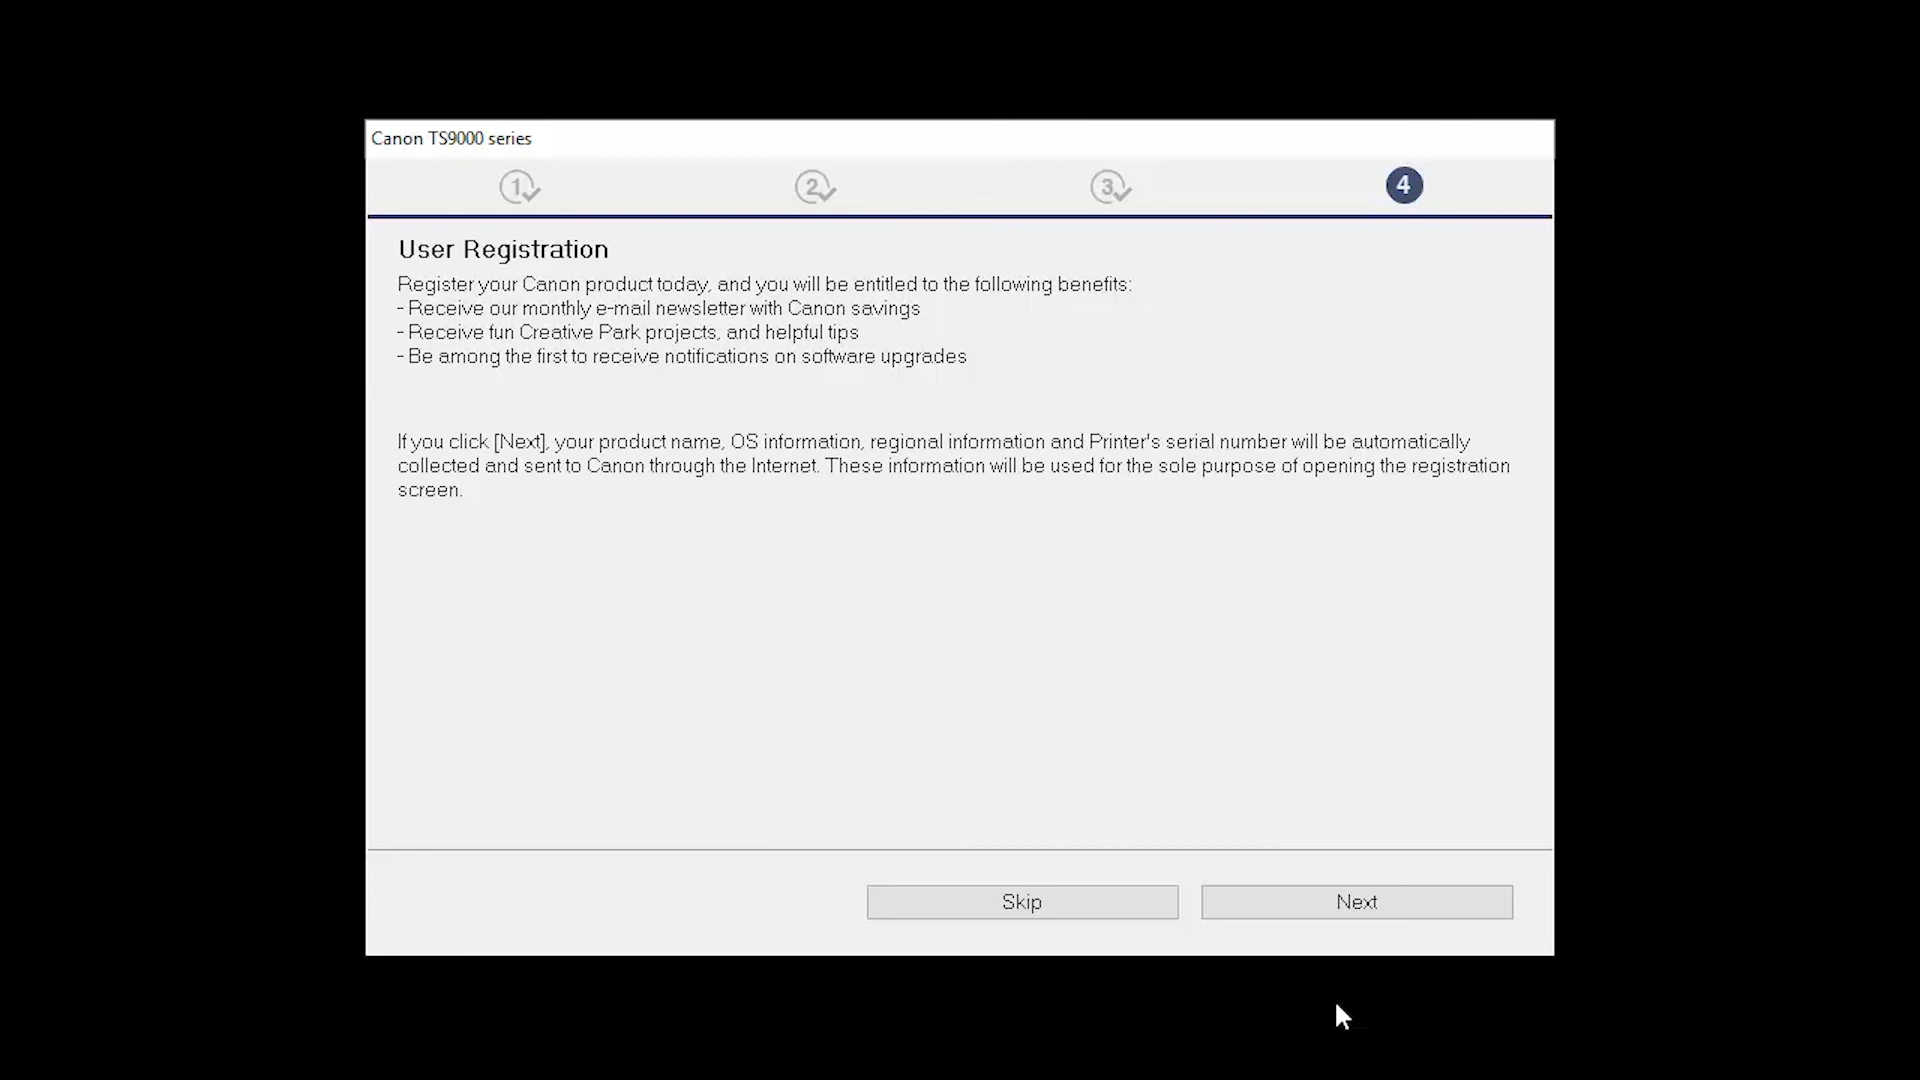 Canon TS9000 series
1
2
3
4
User Registration
Register your Canon product today, and you will be entitled to the following benefits:
- Receive our monthly e-mail newsletter with Canon savings
- Receive fun Creative Park projects, and helpful tips
- Be among the first to receive notifications on software upgrades
If you click [Next], your product name, OS information, regional information and Printer's serial number will be automatically
collected and sent to Canon through the Internet. These information will be used for the sole purpose of opening the registration
screen.
Skip
Next